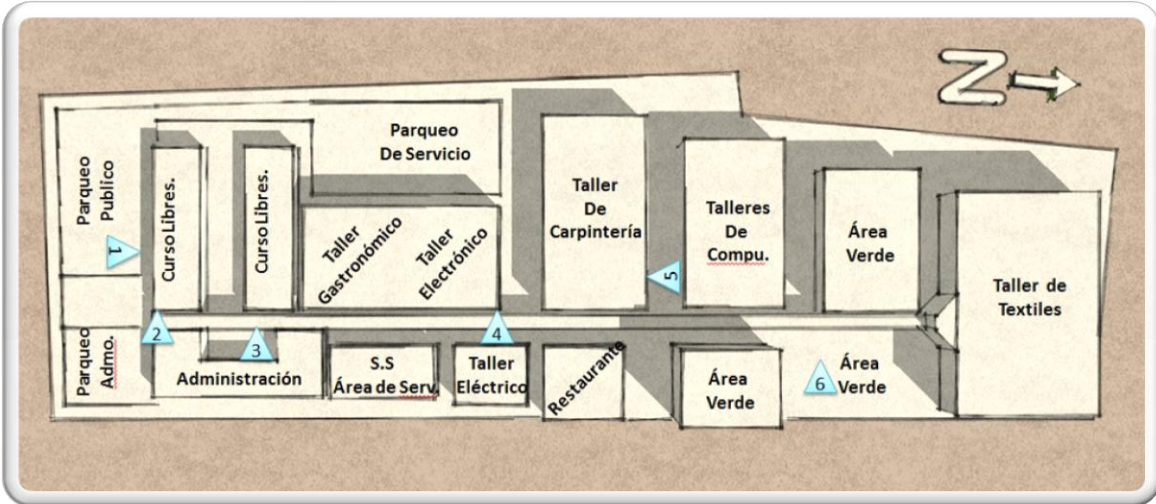 N
Parqueo
Publico
1
Curso Libres.
Curso Libres.
Parqueo
De Servicio
Taller
Gastronómico
Taller
Electrónico
Taller
De
Carpintería
5
Talleres
De
Compu.
Área
Verde
Taller de
Textiles
Parqueo
Admo.
2
3
Administración
S.S
Área de Serv.
4
Taller
Eléctrico
Restaurante
Área
Verde
6
Área
Verde